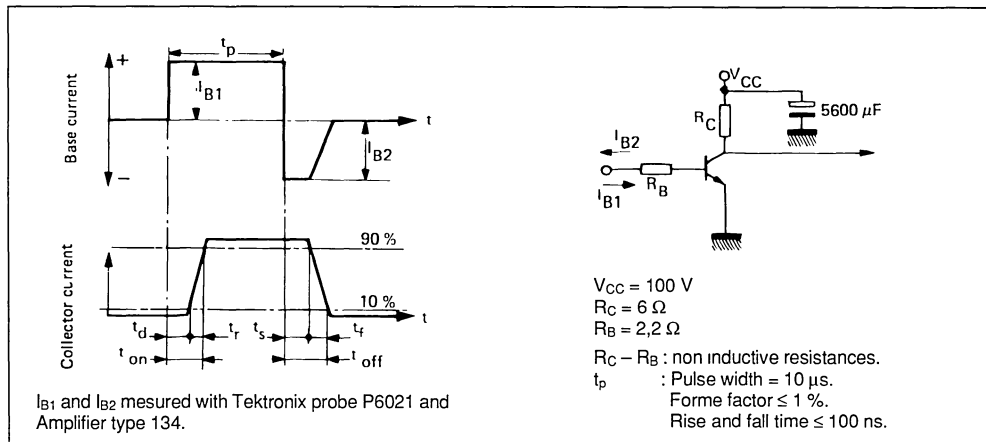 +
t_p
I_B1
Base current
t
I_B2
−
90 %
Collector current
10 %
t
t_d t_r t_s t_f
t_on t_off
I_B1 and I_B2 mesured with Tektronix probe P6021 and
Amplifier type 134.
V_CC
R_C
5600 µF
I_B2
R_B
I_B1
V_CC = 100 V
R_C = 6 Ω
R_B = 2,2 Ω
R_C – R_B : non inductive resistances.
t_p : Pulse width = 10 µs.
Forme factor ≤ 1 %.
Rise and fall time ≤ 100 ns.